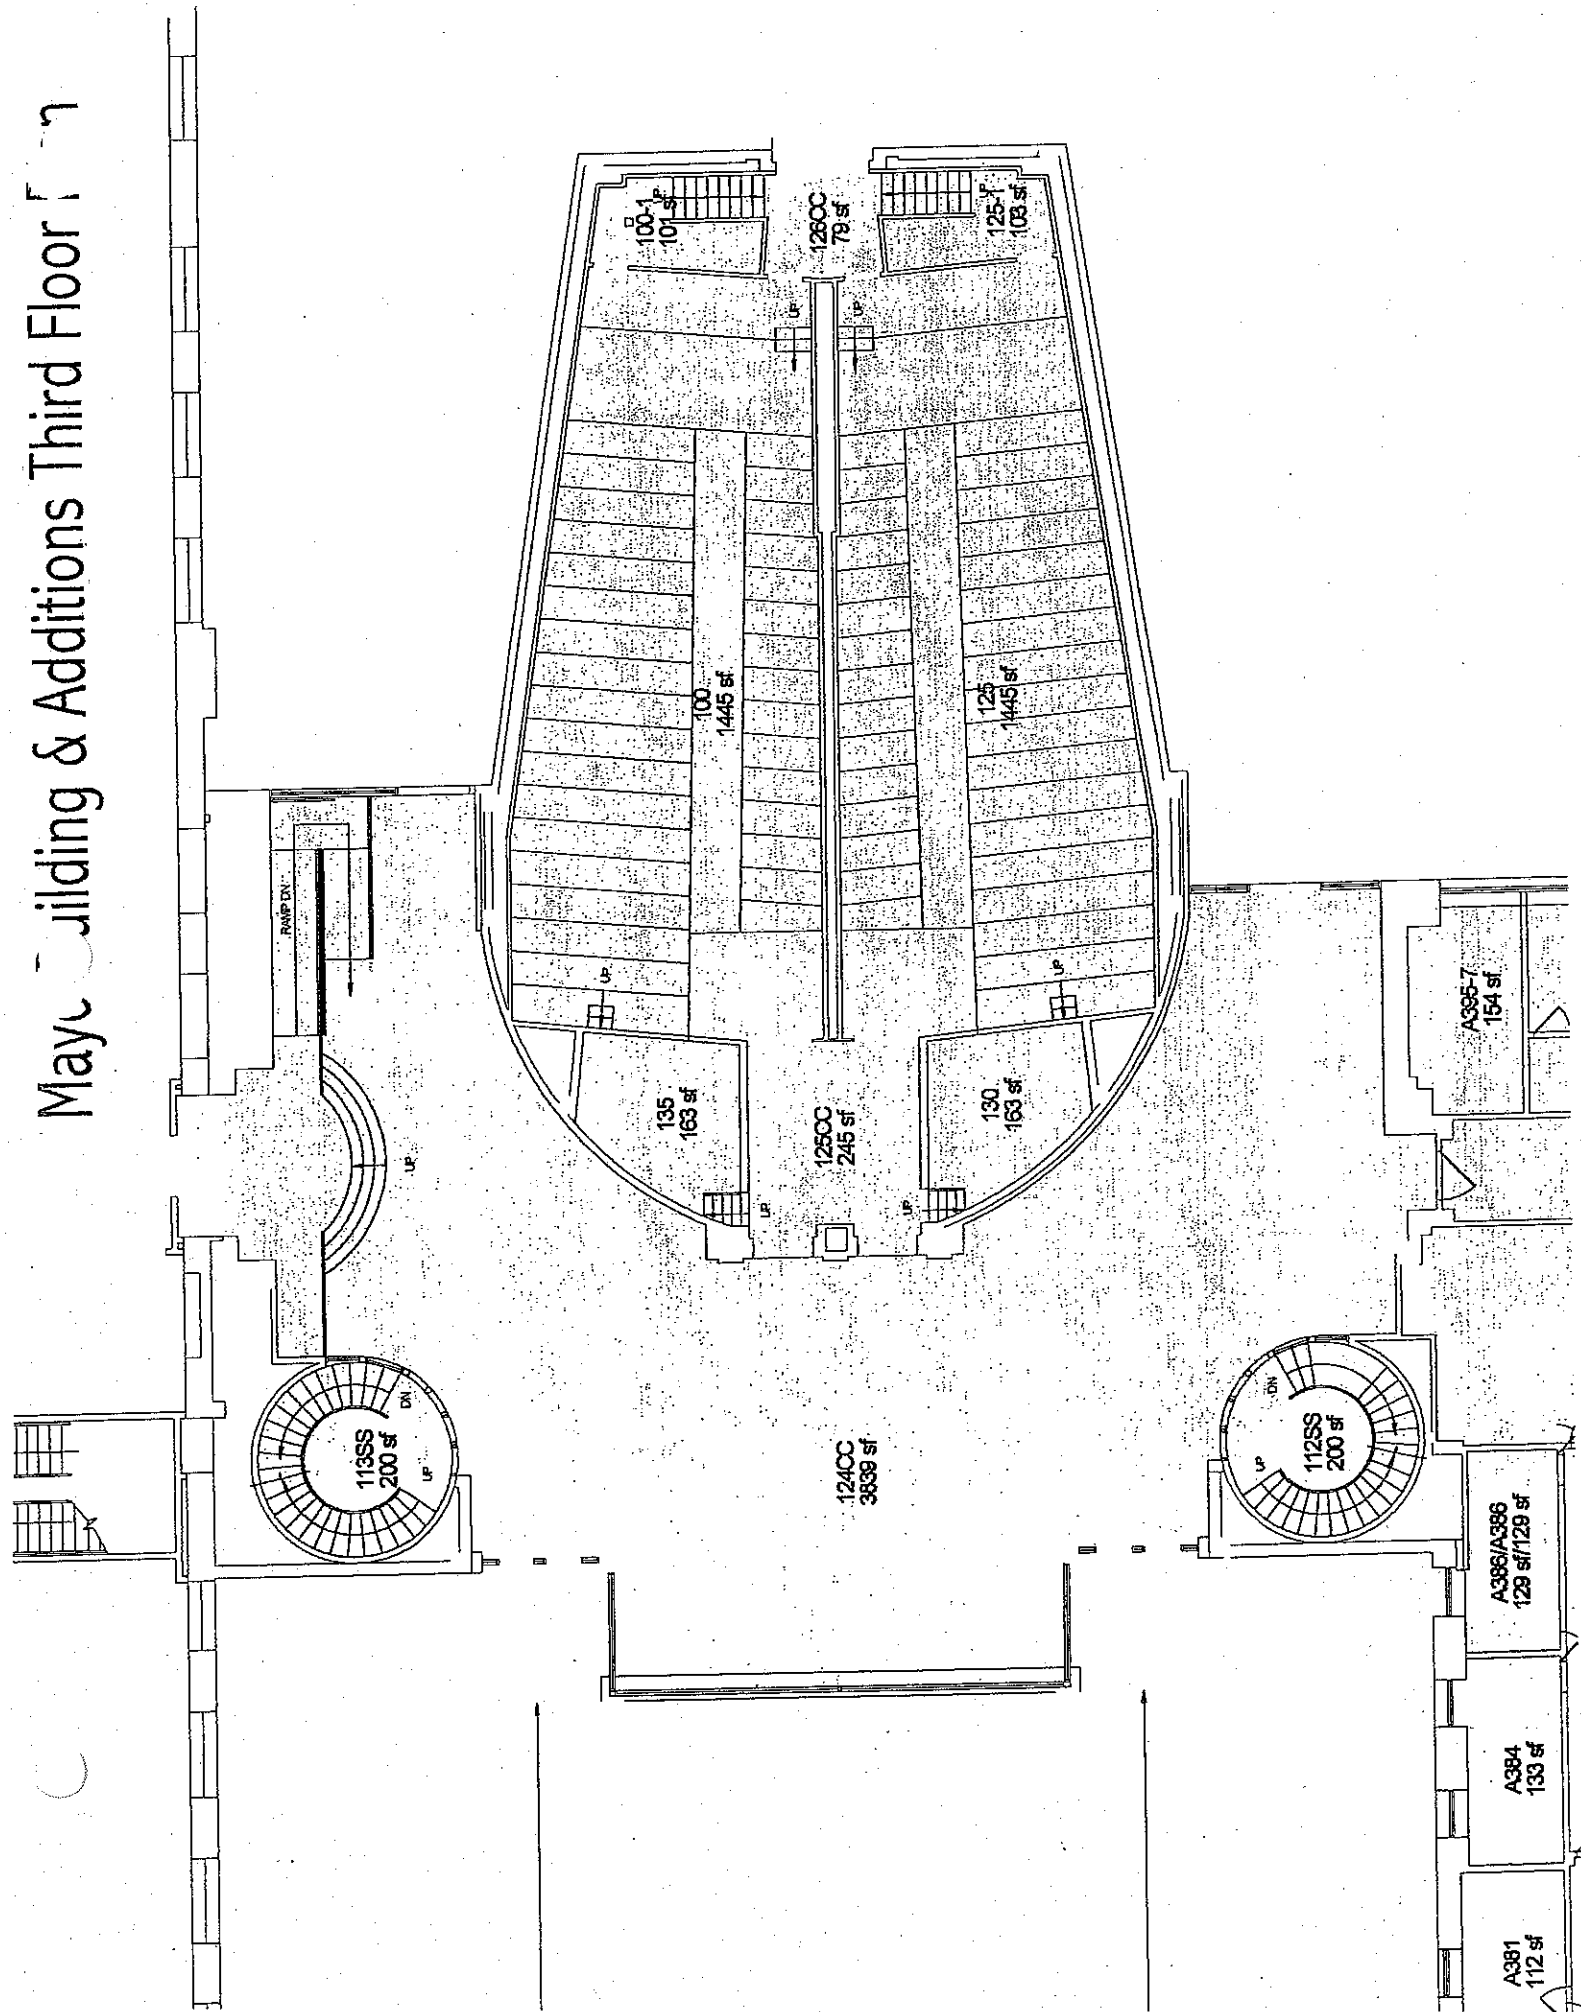 & Additions Third Floor
RAMP DN
UP
113SS
200 sf
DN
UP
100-1
101 sf
UP
100
1445 sf
UP
135
163 sf
UP
126CC
79 sf
UP
UP
125CC
245 sf
124CC
3839 sf
125-1
103 sf
UP
125
1445 sf
UP
130
163 sf
UP
112SS
200 sf
DN
UP
A395-7
154 sf
A386/A386
129 sf/129 sf
A384
133 sf
A381
112 sf